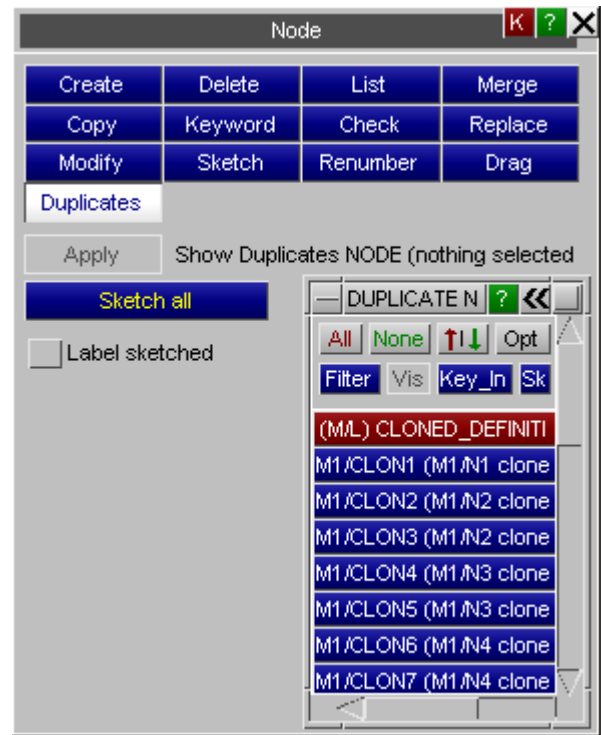 Node K ?
Create Delete List Merge
Copy Keyword Check Replace
Modify Sketch Renumber Drag
Duplicates
Apply Show Duplicates NODE (nothing selected
Sketch all
Label sketched
DUPLICATE N ?
All None Opt
Filter Vis Key_In Sk
(M/L) CLONED_DEFINITI
M1/CLON1 (M1/N1 clone
M1/CLON2 (M1/N2 clone
M1/CLON3 (M1/N2 clone
M1/CLON4 (M1/N3 clone
M1/CLON5 (M1/N3 clone
M1/CLON6 (M1/N4 clone
M1/CLON7 (M1/N4 clone